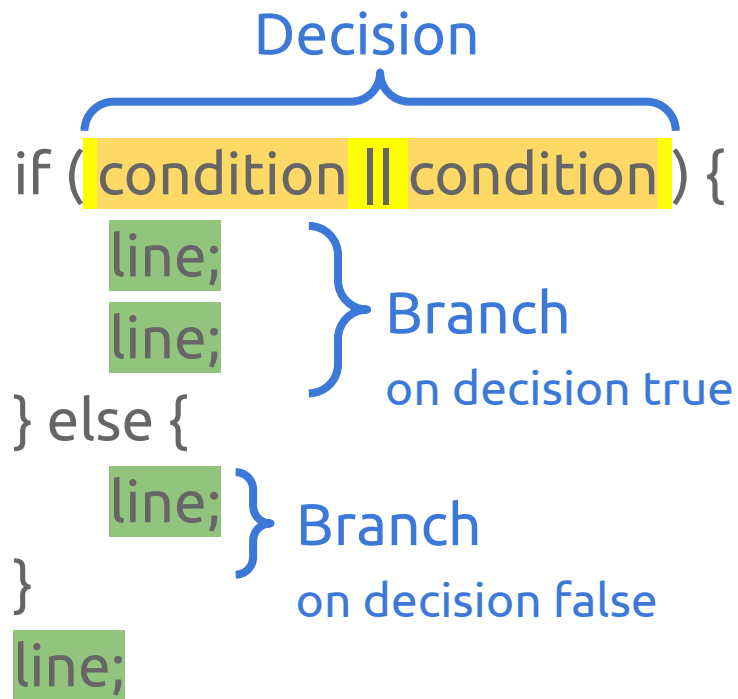 Decision
if ( condition || condition ) {
line;
line;
Branch
on decision true
} else {
line;
Branch
on decision false
}
line;